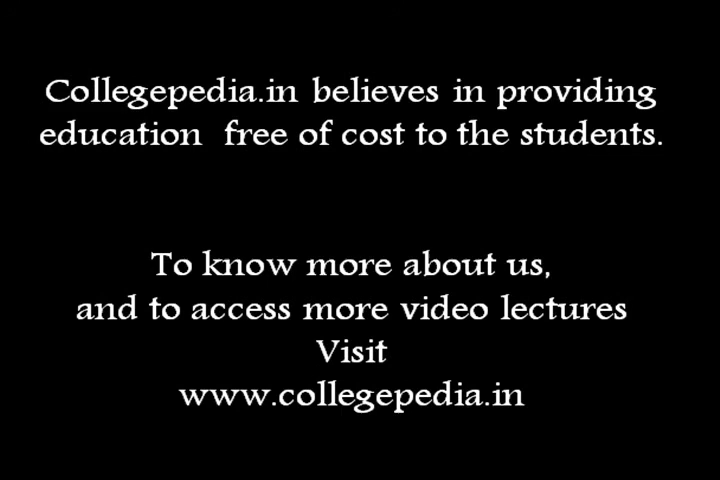 Collegepedia.in believes in providing
education free of cost to the students.
To know more about us,
and to access more video lectures
Visit
www.collegepedia.in